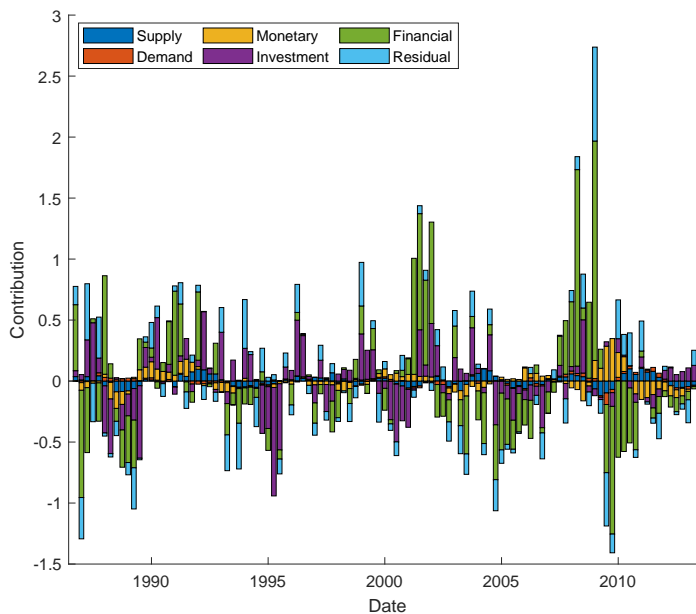 3
2.5
2
1.5
1
0.5
0
-0.5
-1
-1.5
Contribution
Supply Monetary Financial
Demand Investment Residual
1990 1995 2000 2005 2010
Date